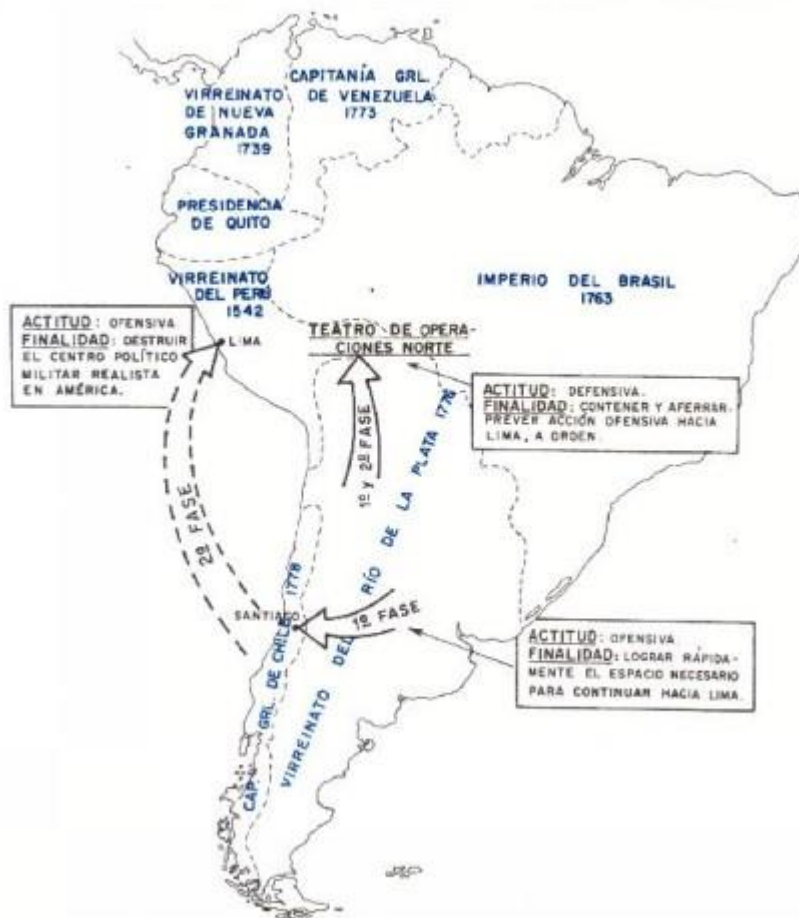 CAPITANÍA GRL.
DE VENEZUELA
1773
VIRREINATO
DE NUEVA
GRANADA
1739
PRESIDENCIA
DE QUITO
VIRREINATO
DEL PERÚ
1542
IMPERIO DEL BRASIL
1763
ACTITUD: OFENSIVA
FINALIDAD: DESTRUIR
EL CENTRO POLÍTICO
MILITAR REALISTA
EN AMÉRICA.
LIMA
TEATRO DE OPERA-
CIONES NORTE
ACTITUD: DEFENSIVA.
FINALIDAD: CONTENER Y AFERRAR.
PREVER ACCIÓN OFENSIVA HACIA
LIMA, A ORDEN.
1º y 2º FASE
2º FASE
VIRREINATO DEL RÍO DE LA PLATA 1776
SANTIAGO
1º FASE
CAP. GRL. DE CHILE 1778
ACTITUD: OFENSIVA
FINALIDAD: LOGRAR RÁPIDA-
MENTE EL ESPACIO NECESARIO
PARA CONTINUAR HACIA LIMA.